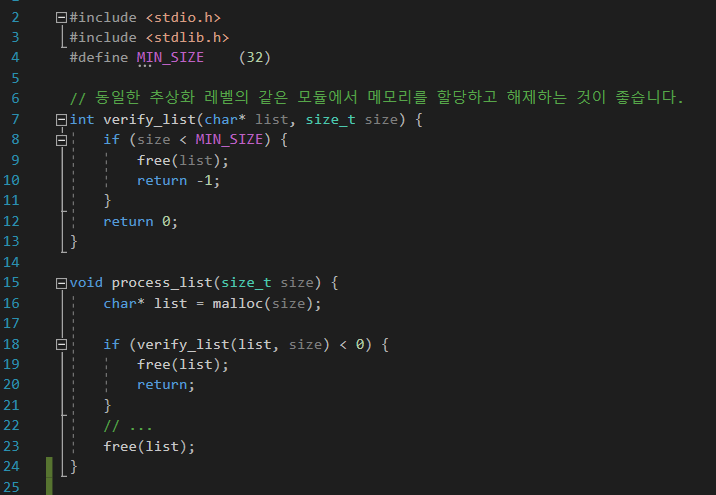 2 #include <stdio.h>
3 #include <stdlib.h>
4 #define MIN_SIZE    (32)
5
6 // 동일한 추상화 레벨의 같은 모듈에서 메모리를 할당하고 해제하는 것이 좋습니다.
7 int verify_list(char* list, size_t size) {
8     if (size < MIN_SIZE) {
9         free(list);
10         return -1;
11     }
12     return 0;
13 }
14
15 void process_list(size_t size) {
16     char* list = malloc(size);
17
18     if (verify_list(list, size) < 0) {
19         free(list);
20         return;
21     }
22     // ...
23     free(list);
24 }
25